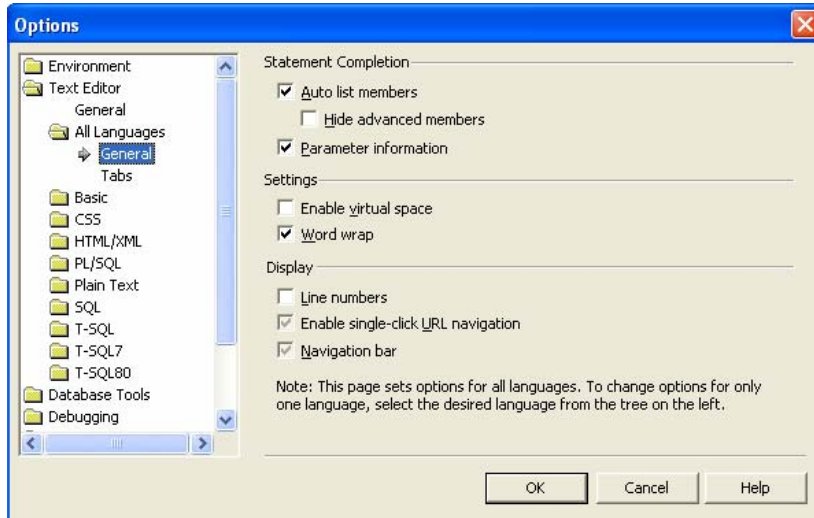 Options
Environment
Text Editor
General
All Languages
General
Tabs
Basic
CSS
HTML/XML
PL/SQL
Plain Text
SQL
T-SQL
T-SQL7
T-SQL80
Database Tools
Debugging
Statement Completion
Auto list members
Hide advanced members
Parameter information
Settings
Enable virtual space
Word wrap
Display
Line numbers
Enable single-click URL navigation
Navigation bar
Note: This page sets options for all languages. To change options for only
one language, select the desired language from the tree on the left.
OK Cancel Help